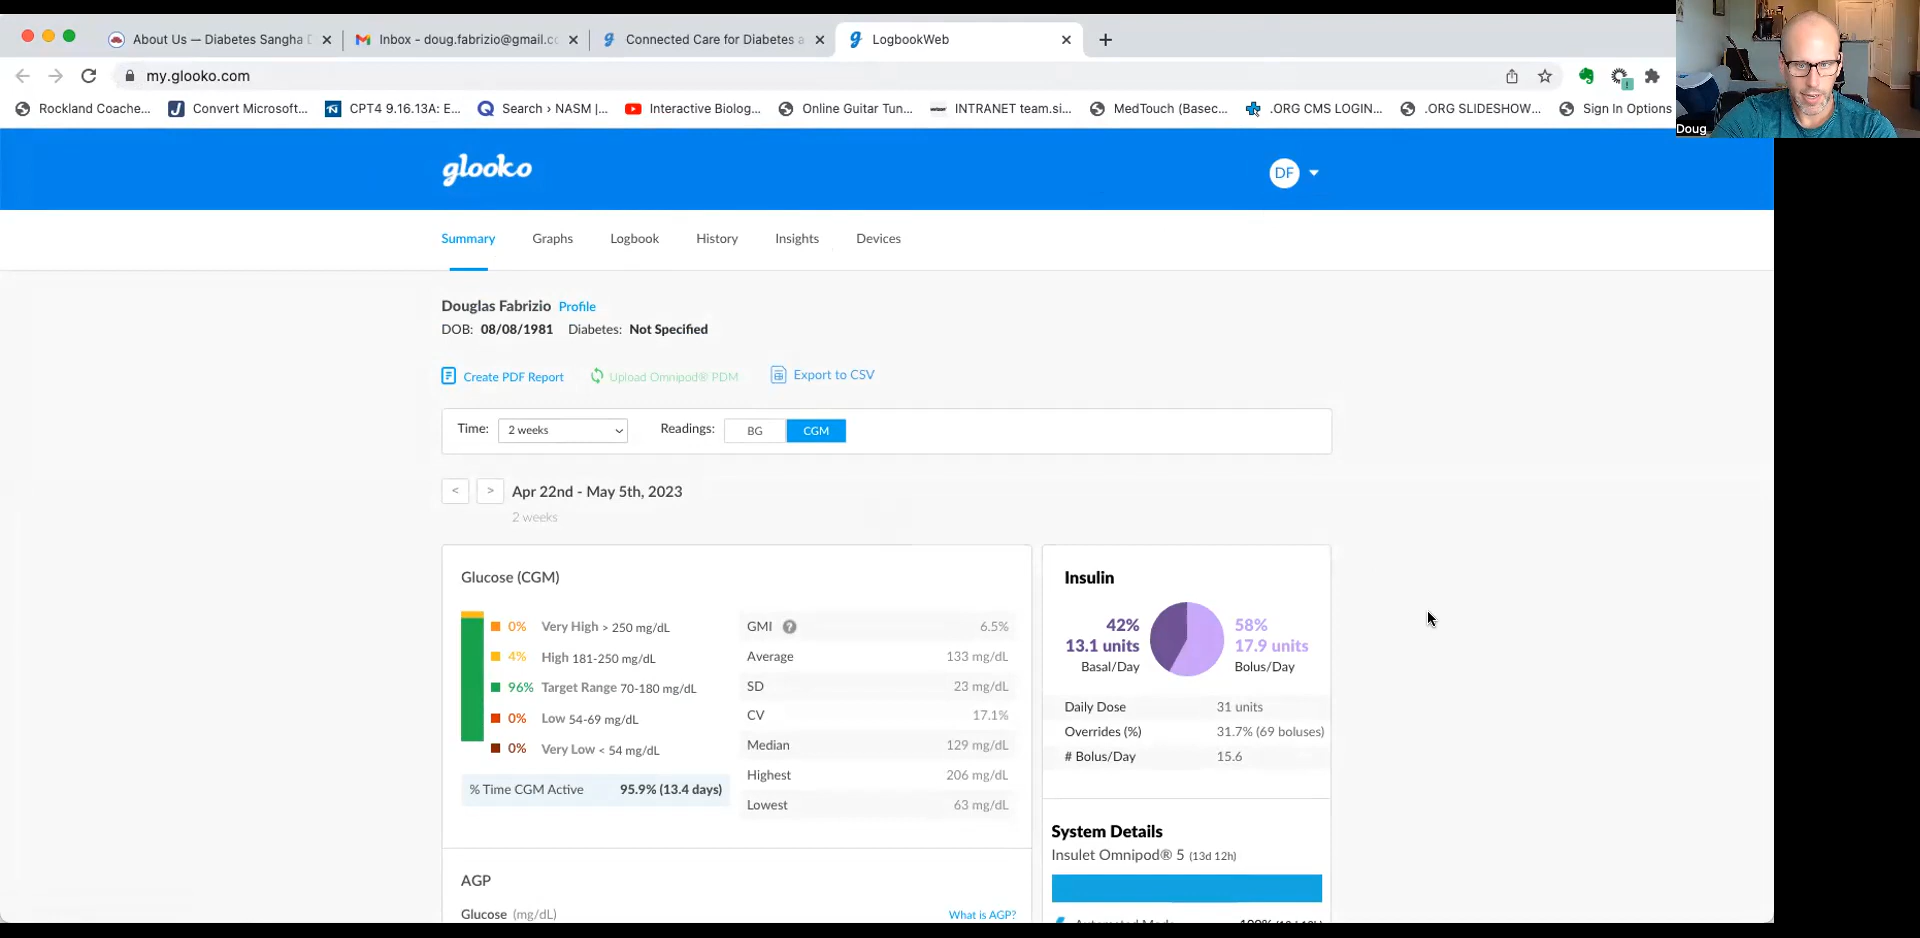 About Us — Diabetes Sangha D
Inbox - doug.fabrizio@gmail.co
Connected Care for Diabetes a
LogbookWeb
my.glooko.com
Rockland Coache...
Convert Microsoft...
CPT4 9.16.13A: E...
Search › NASM |...
Interactive Biolog...
Online Guitar Tun...
INTRANET team.si...
MedTouch (Basec...
.ORG CMS LOGIN...
.ORG SLIDESHOW...
Sign In Options
Doug
glooko
DF
Summary Graphs Logbook History Insights Devices
Douglas Fabrizio Profile
DOB: 08/08/1981 Diabetes: Not Specified
Create PDF Report Upload Omnipod® PDM Export to CSV
Time: 2 weeks Readings: BG CGM
< > Apr 22nd - May 5th, 2023
2 weeks
Glucose (CGM)
0% Very High > 250 mg/dL
4% High 181-250 mg/dL
96% Target Range 70-180 mg/dL
0% Low 54-69 mg/dL
0% Very Low < 54 mg/dL
% Time CGM Active 95.9% (13.4 days)
GMI ? 6.5%
Average 133 mg/dL
SD 23 mg/dL
CV 17.1%
Median 129 mg/dL
Highest 206 mg/dL
Lowest 63 mg/dL
AGP
Glucose (mg/dL) What is AGP?
Insulin
42% 58%
13.1 units 17.9 units
Basal/Day Bolus/Day
Daily Dose 31 units
Overrides (%) 31.7% (69 boluses)
# Bolus/Day 15.6
System Details
Insulet Omnipod® 5 (13d 12h)